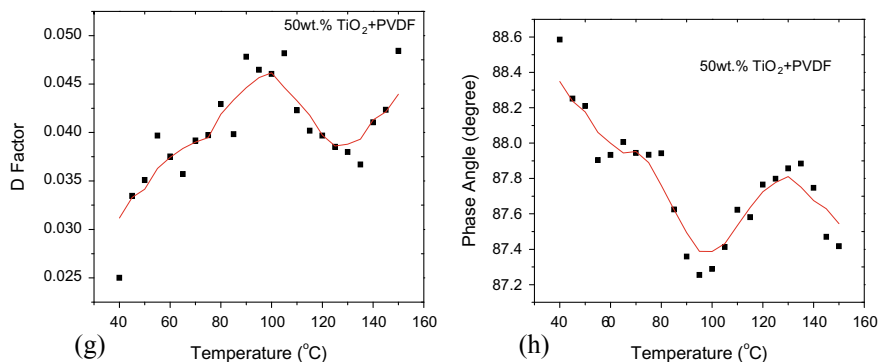 50wt.% TiO₂+PVDF
0.050
0.045
0.040
0.035
0.030
0.025
D Factor
40 60 80 100 120 140 160
Temperature (°C)
(g)
50wt.% TiO₂+PVDF
88.6
88.4
88.2
88.0
87.8
87.6
87.4
87.2
Phase Angle (degree)
40 60 80 100 120 140 160
Temperature (°C)
(h)